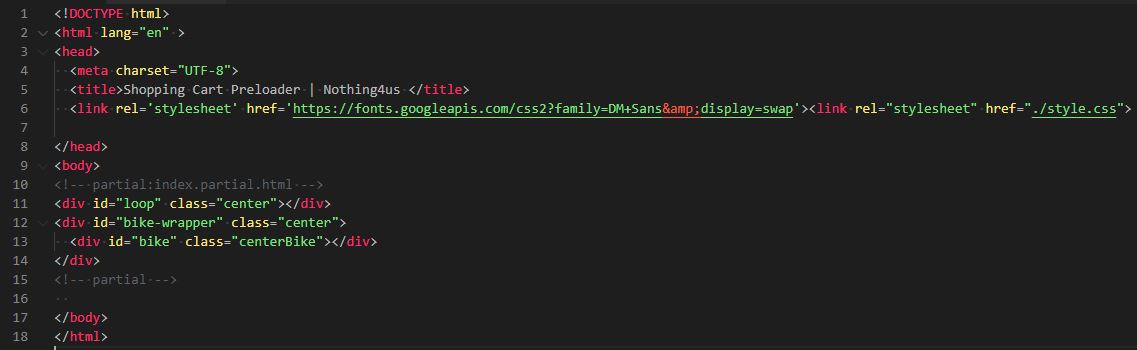 1 <!DOCTYPE html>
2 <html lang="en" >
3 <head>
4   <meta charset="UTF-8">
5   <title>Shopping Cart Preloader | Nothing4us </title>
6   <link rel='stylesheet' href='https://fonts.googleapis.com/css2?family=DM+Sans&amp;display=swap'><link rel="stylesheet" href="./style.css">
7
8 </head>
9 <body>
10 <!-- partial:index.partial.html -->
11 <div id="loop" class="center"></div>
12 <div id="bike-wrapper" class="center">
13   <div id="bike" class="centerBike"></div>
14 </div>
15 <!-- partial -->
16
17 </body>
18 </html>